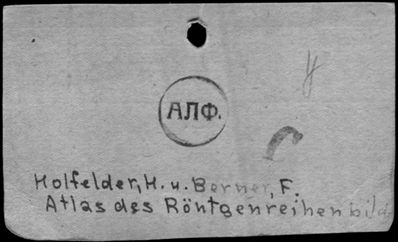 АЛФ.
Holfelder, H. u. Berner, F.
Atlas des Röntgenreihenbild